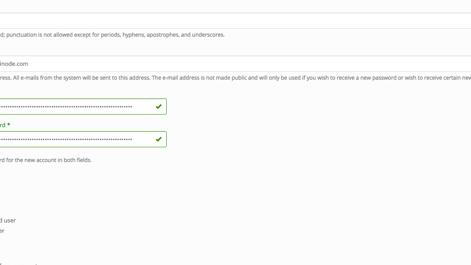 punctuation is not allowed except for periods, hyphens, apostrophes, and underscores.
inode.com
All e-mails from the system will be sent to this address. The e-mail address is not made public and will only be used if you wish to receive a new password or wish to receive certain
rd *
rd for the new account in both fields.
d user
er